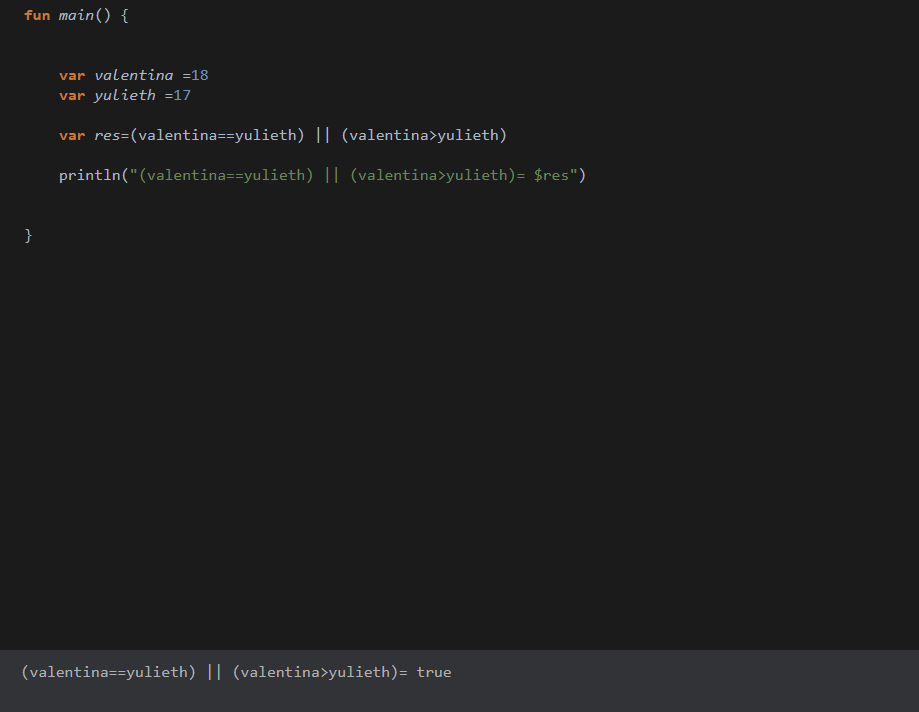 fun main() {
var valentina =18
var yulieth =17
var res=(valentina==yulieth) || (valentina>yulieth)
println("(valentina==yulieth) || (valentina>yulieth)= $res")
}
(valentina==yulieth) || (valentina>yulieth)= true